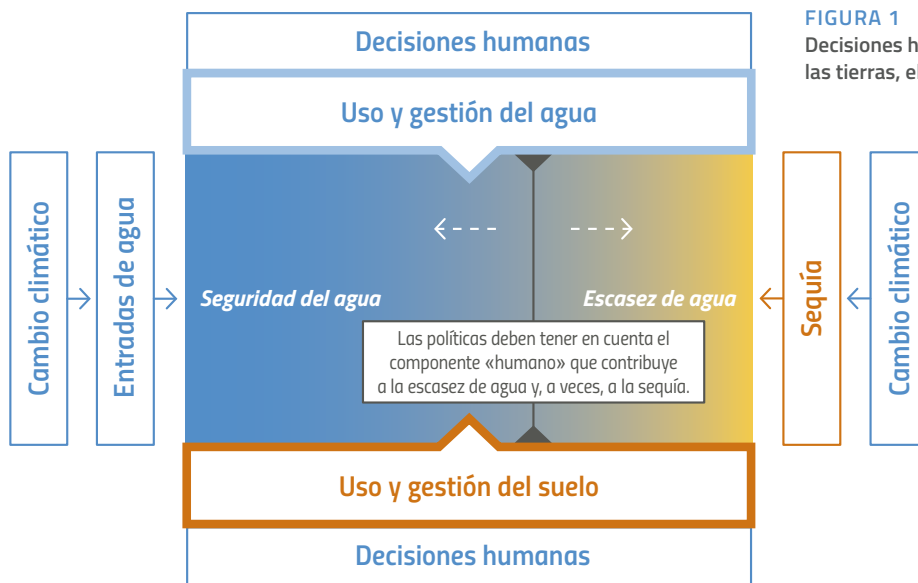 FIGURA 1
Decisiones h
las tierras, e
Decisiones humanas
Uso y gestión del agua
Cambio climático
Entradas de agua
Seguridad del agua
Escasez de agua
Sequía
Cambio climático
Las políticas deben tener en cuenta el
componente «humano» que contribuye
a la escasez de agua y, a veces, a la sequía.
Uso y gestión del suelo
Decisiones humanas